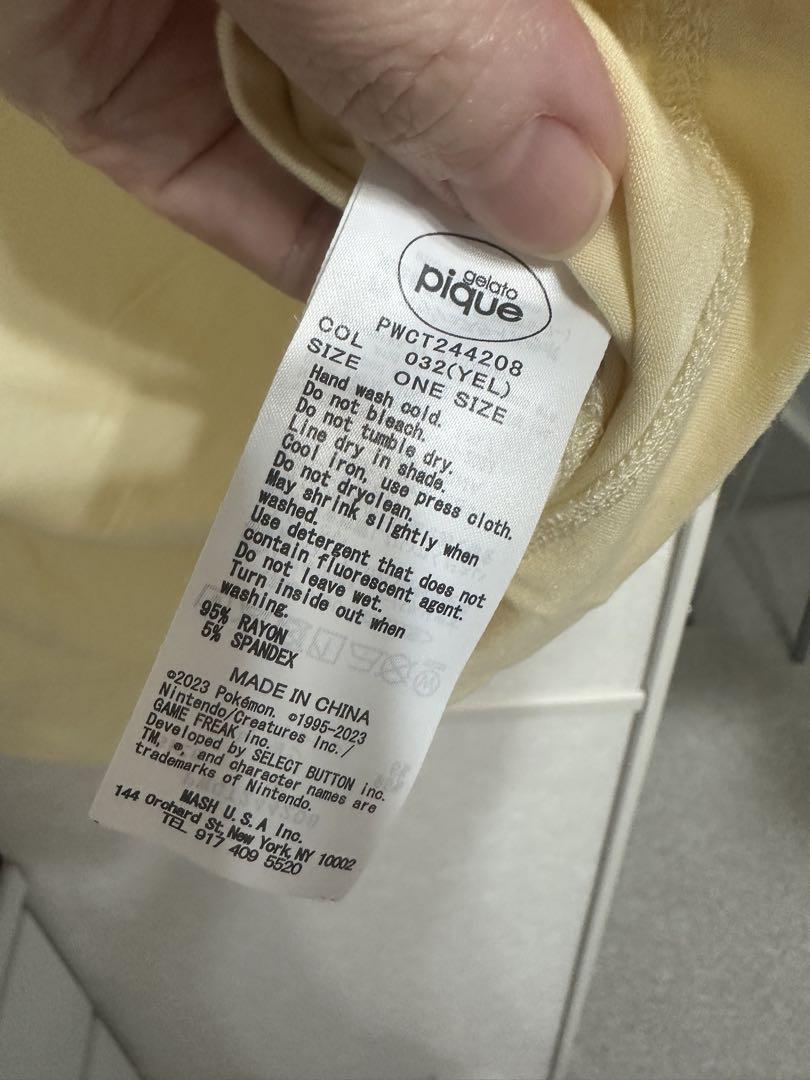 gelato
pique
PWCT244208
COL 032(YEL)
SIZE ONE SIZE
Hand wash cold.
Do not bleach.
Do not tumble dry.
Line dry in shade.
Cool Iron, use press cloth.
Do not dryclean.
May shrink slightly when
washed.
Use detergent that does not
contain fluorescent agent.
Do not leave wet.
Turn inside out when
washing.
95% RAYON
5% SPANDEX
MADE IN CHINA
©2023 Pokémon. ©1995-2023
Nintendo/Creatures Inc./
GAME FREAK inc.
Developed by SELECT BUTTON inc.
TM, ®, and character names are
trademarks of Nintendo.
MASH U.S.A Inc.
144 Orchard St, New York, NY 10002
TEL 917 409 5520